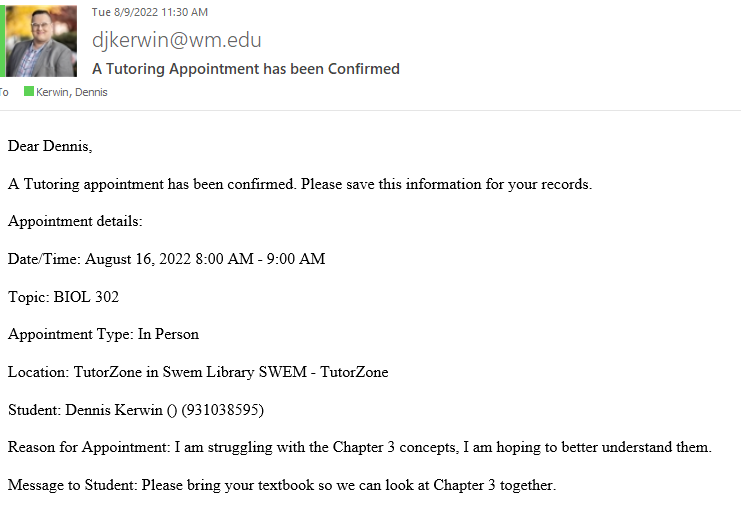 Tue 8/9/2022 11:30 AM
djkerwin@wm.edu
A Tutoring Appointment has been Confirmed
To Kerwin, Dennis
Dear Dennis,
A Tutoring appointment has been confirmed. Please save this information for your records.
Appointment details:
Date/Time: August 16, 2022 8:00 AM - 9:00 AM
Topic: BIOL 302
Appointment Type: In Person
Location: TutorZone in Swem Library SWEM - TutorZone
Student: Dennis Kerwin () (931038595)
Reason for Appointment: I am struggling with the Chapter 3 concepts, I am hoping to better understand them.
Message to Student: Please bring your textbook so we can look at Chapter 3 together.